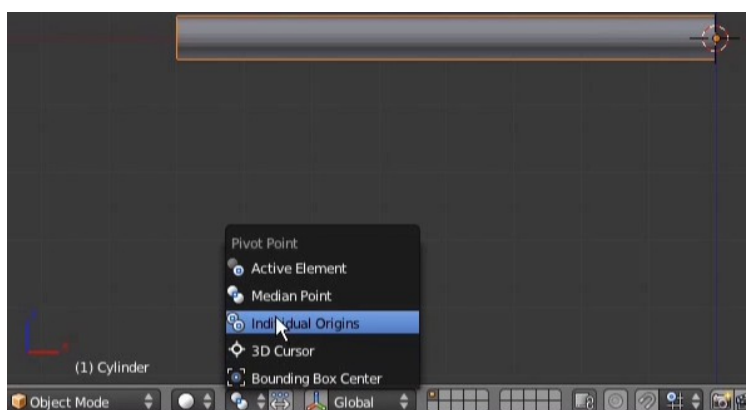 Pivot Point
Active Element
Median Point
Individual Origins
3D Cursor
Bounding Box Center
(1) Cylinder
Object Mode
Global